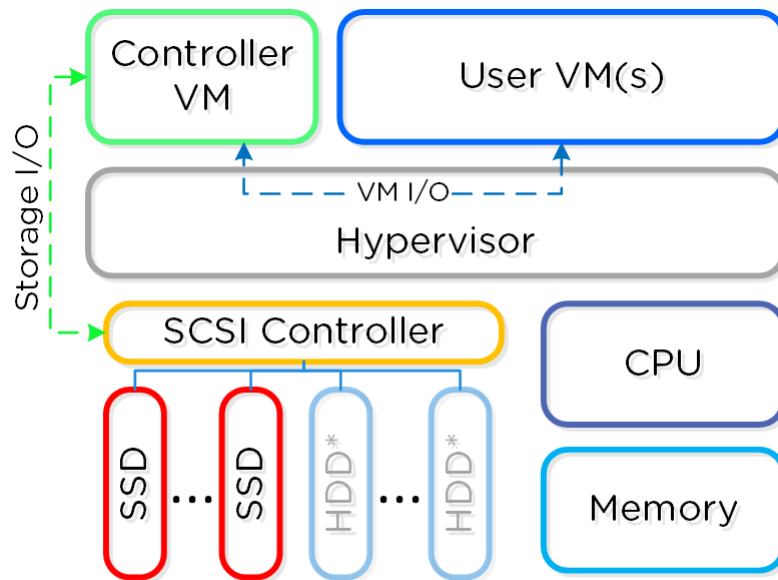 Controller
VM
User VM(s)
Storage I/O
VM I/O
Hypervisor
SCSI Controller
CPU
SSD
...
SSD
HDD*
...
HDD*
Memory